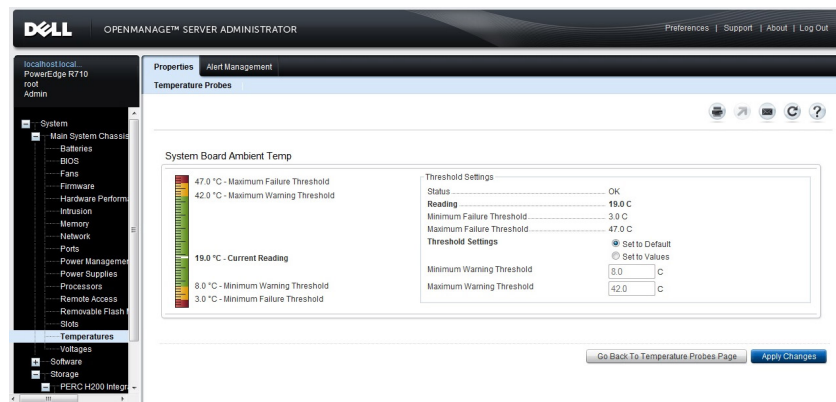 DELL OPENMANAGE™ SERVER ADMINISTRATOR
Preferences | Support | About | Log Out
localhost.local...
PowerEdge R710
root
Admin
Properties Alert Management
Temperature Probes
System
Main System Chassis
Batteries
BIOS
Fans
Firmware
Hardware Performa
Intrusion
Memory
Network
Ports
Power Managemen
Power Supplies
Processors
Remote Access
Removable Flash
Slots
Temperatures
Voltages
Software
Storage
PERC H200 Integr
System Board Ambient Temp
47.0 °C - Maximum Failure Threshold
42.0 °C - Maximum Warning Threshold
19.0 °C - Current Reading
8.0 °C - Minimum Warning Threshold
3.0 °C - Minimum Failure Threshold
Threshold Settings
Status OK
Reading 19.0 C
Minimum Failure Threshold 3.0 C
Maximum Failure Threshold 47.0 C
Threshold Settings Set to Default
Set to Values
Minimum Warning Threshold 8.0 C
Maximum Warning Threshold 42.0 C
Go Back To Temperature Probes Page Apply Changes